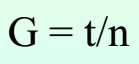 G = t/n